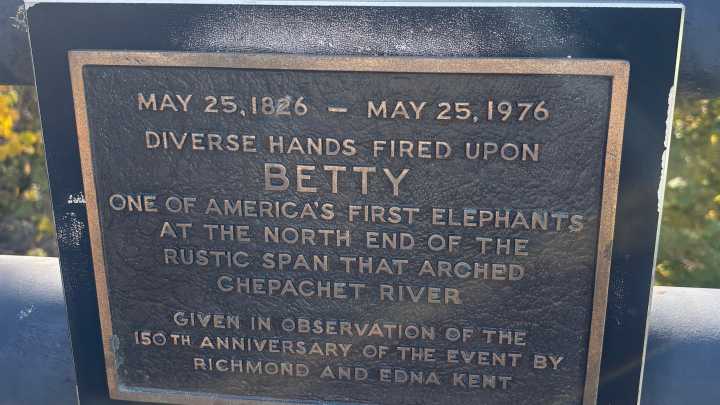 MAY 25, 1826 – MAY 25, 1976
DIVERSE HANDS FIRED UPON
BETTY
ONE OF AMERICA'S FIRST ELEPHANTS
AT THE NORTH END OF THE
RUSTIC SPAN THAT ARCHED
CHEPACHET RIVER
GIVEN IN OBSERVATION OF THE
150TH ANNIVERSARY OF THE EVENT BY
RICHMOND AND EDNA KENT